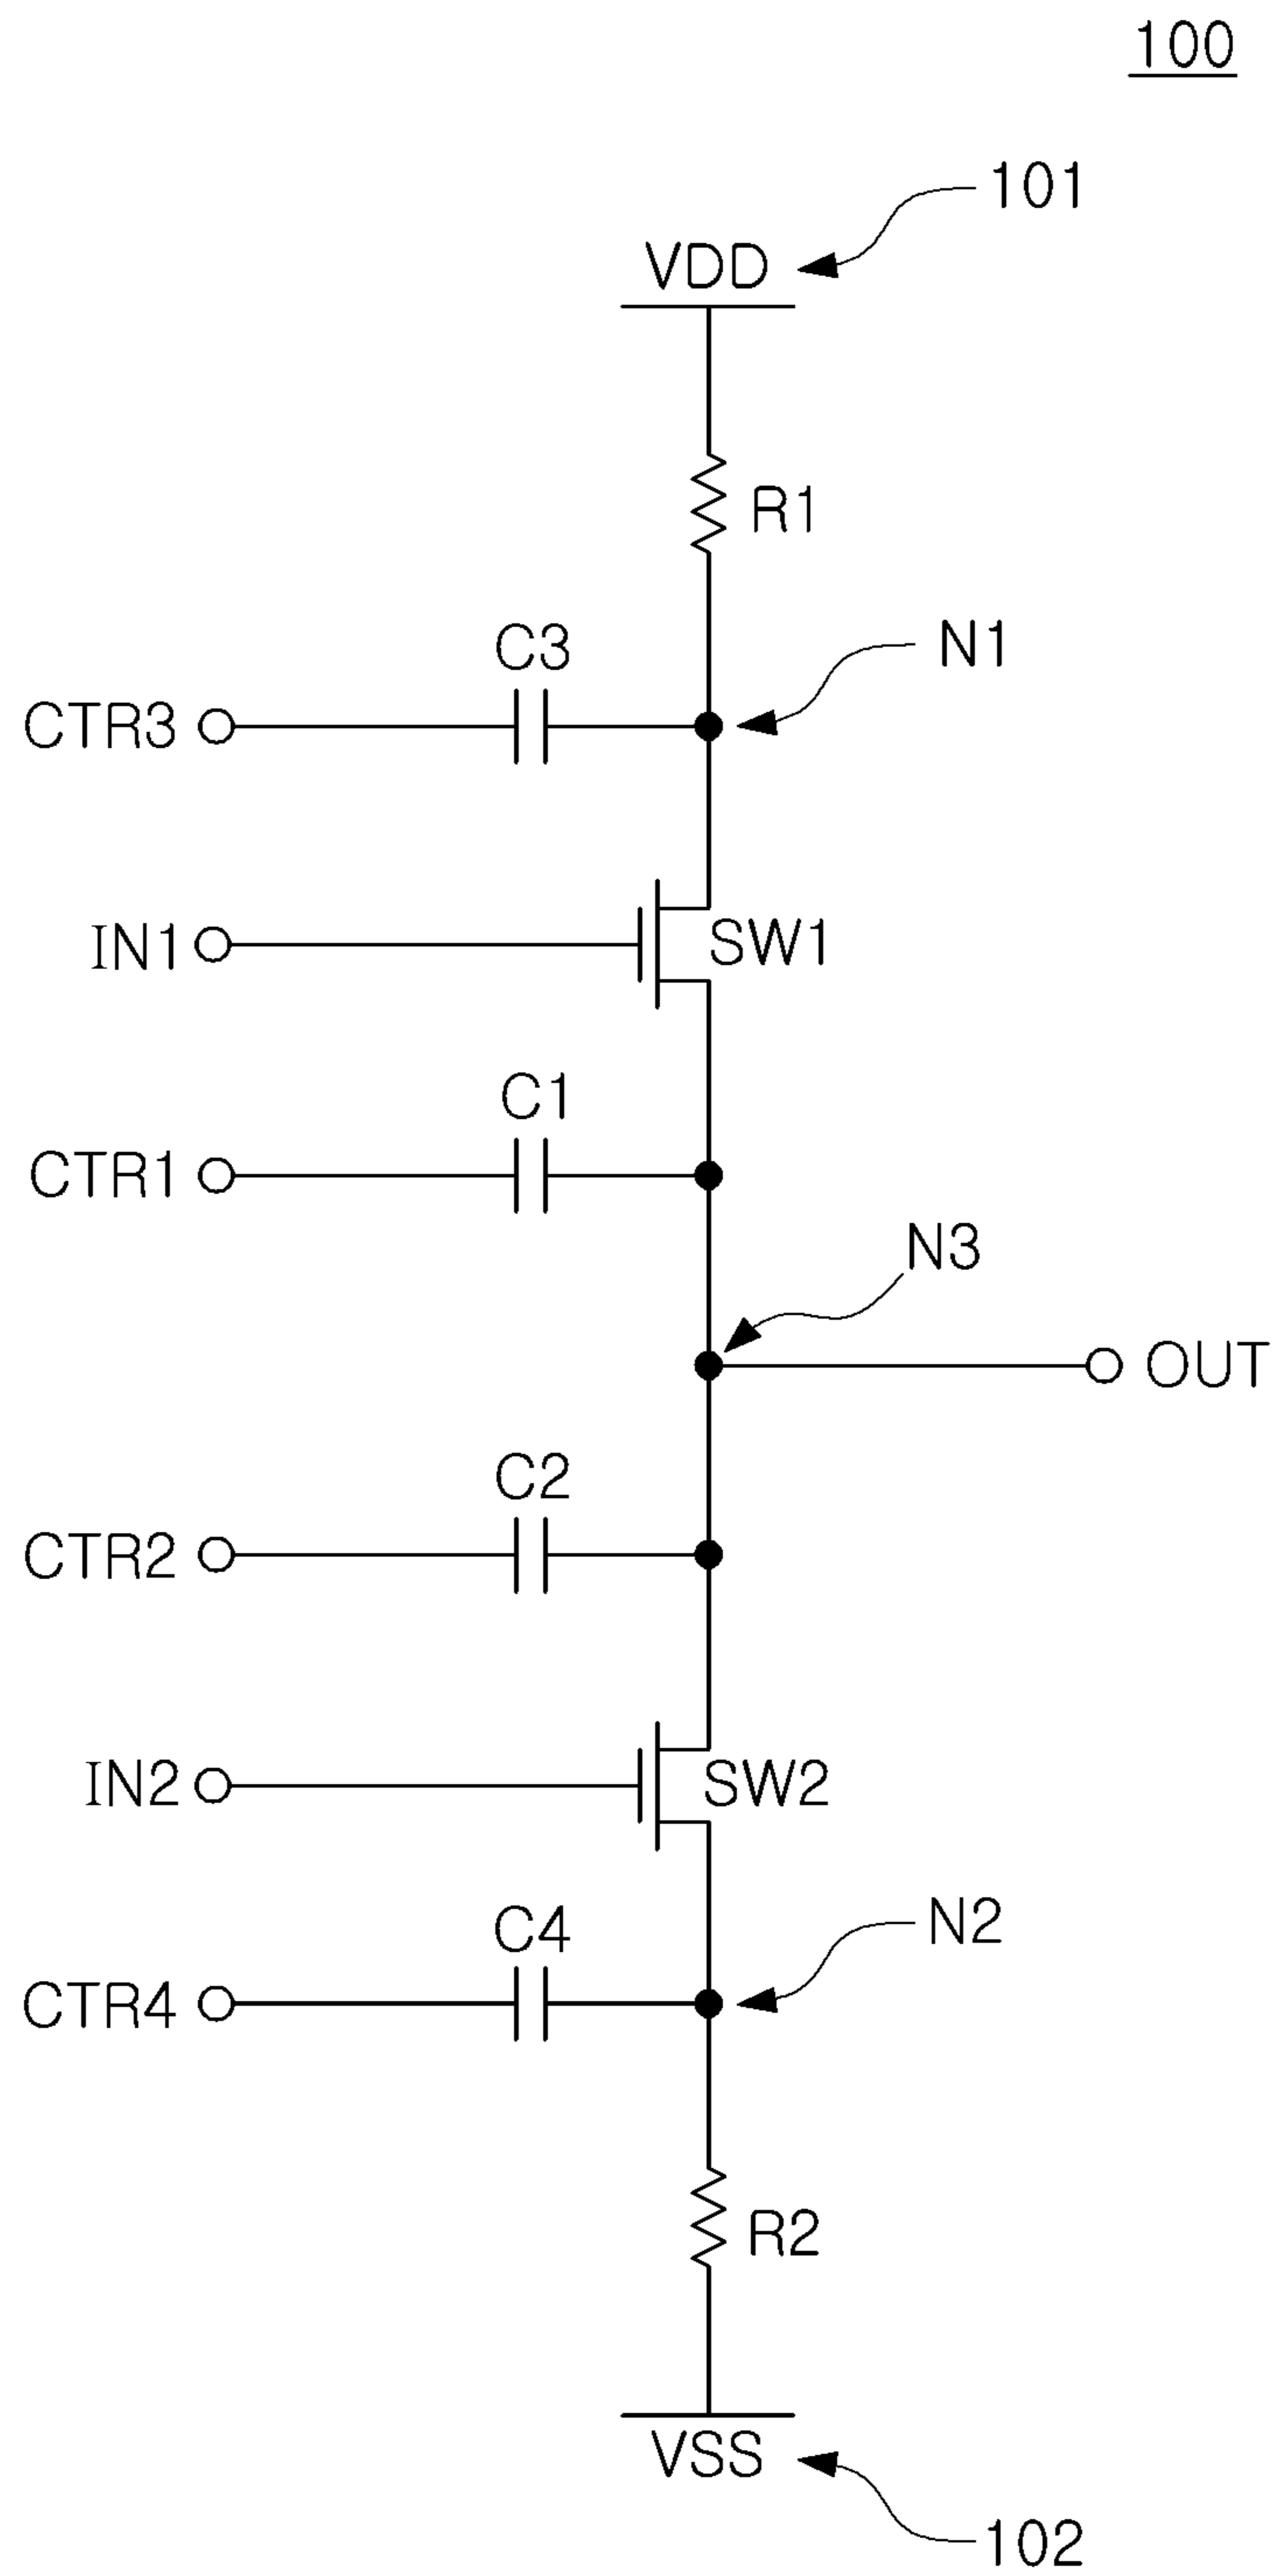 100
101
VDD
R1
C3
N1
CTR3
IN1
SW1
C1
CTR1
N3
OUT
C2
CTR2
IN2
SW2
C4
N2
CTR4
R2
VSS
102